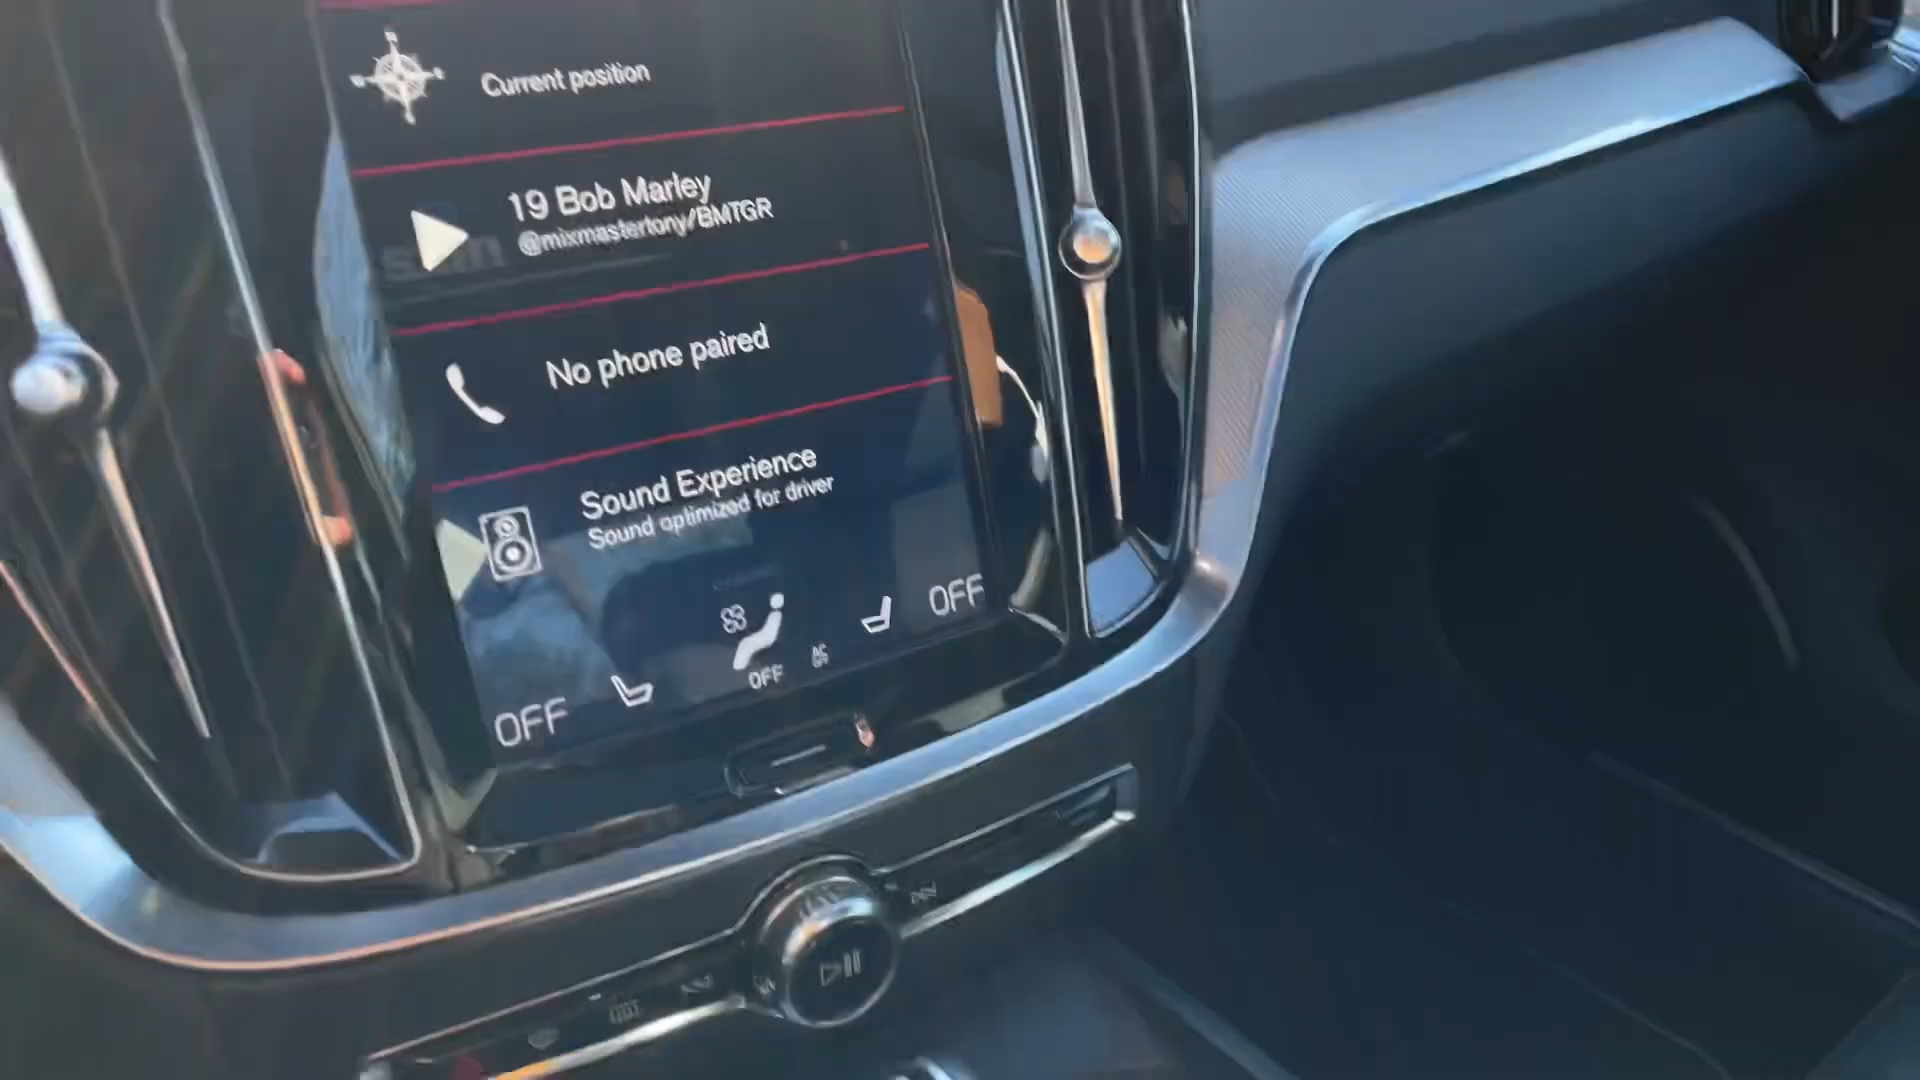 N
Current position
19 Bob Marley
@mixmastertony/BMTGR
No phone paired
Sound Experience
Sound optimized for driver
OFF
OFF
OFF